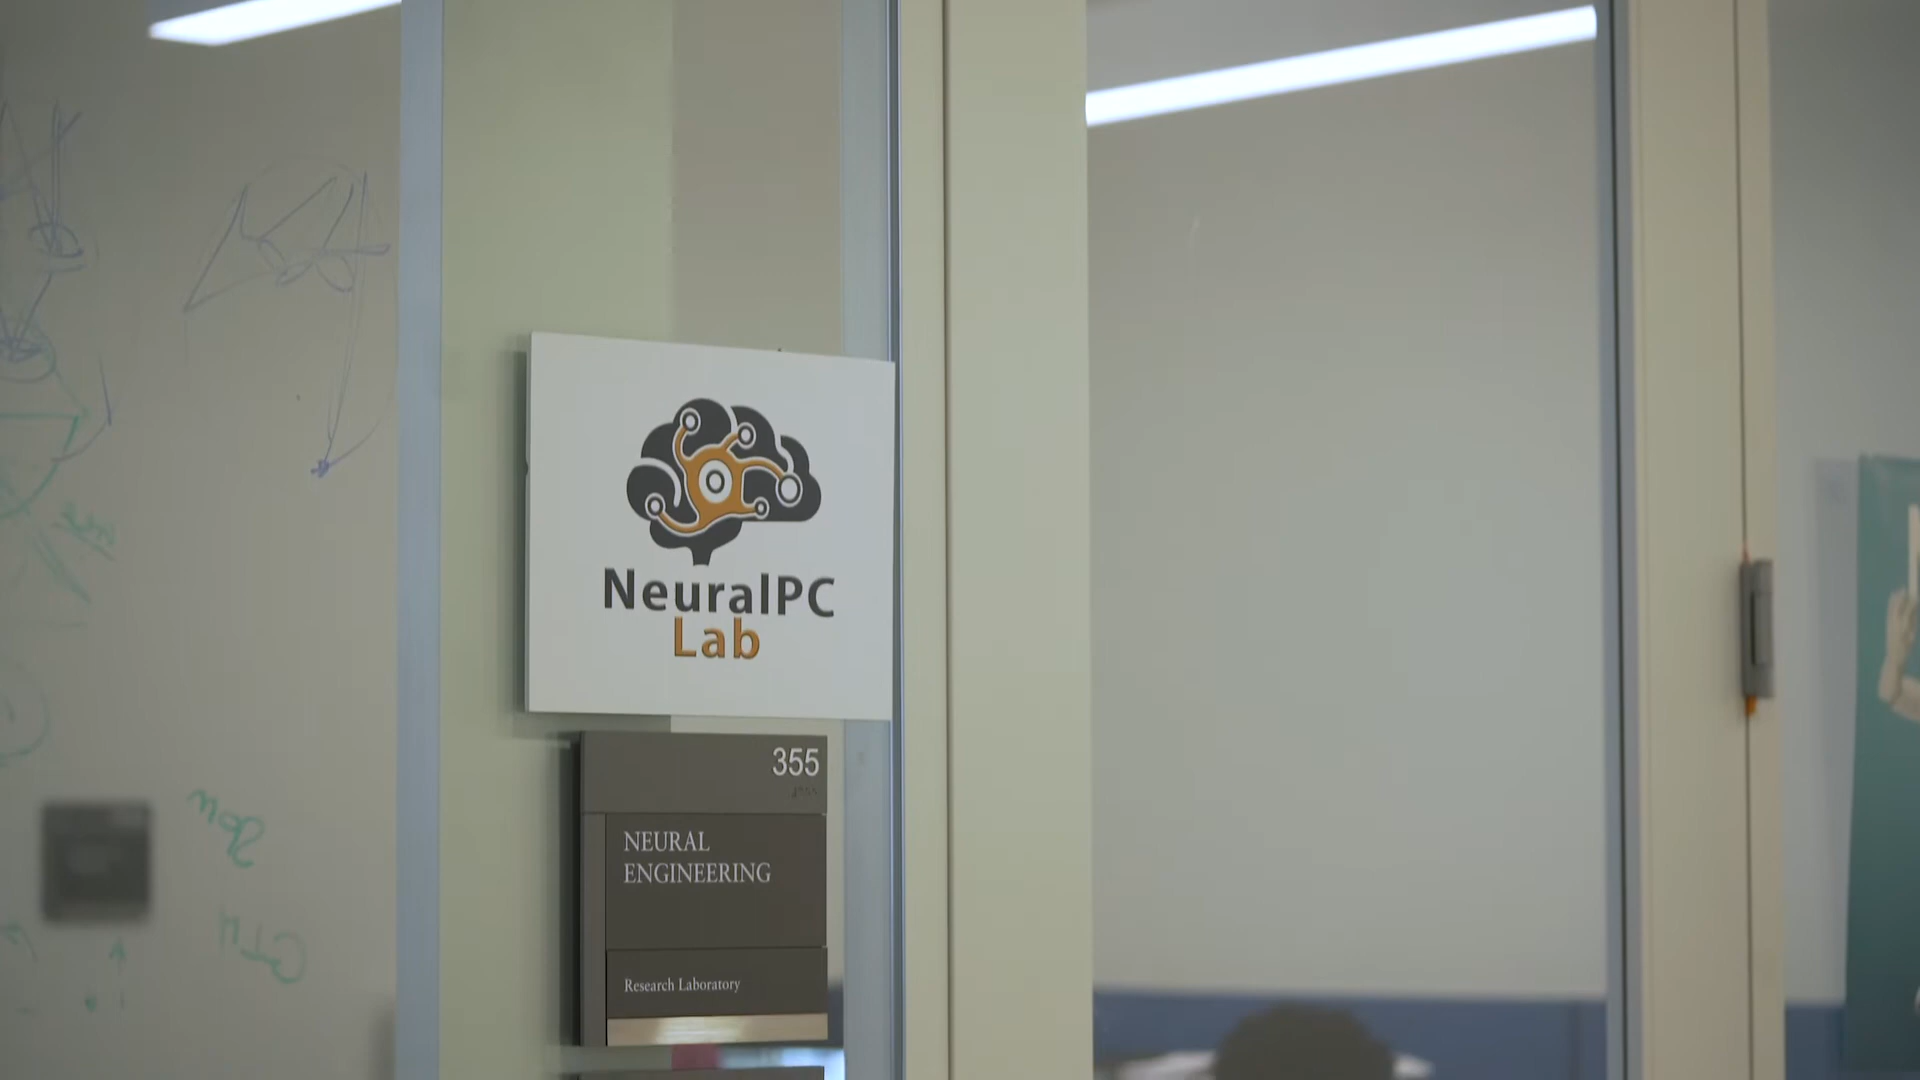 NeuralPC
Lab
355
NEURAL
ENGINEERING
Research Laboratory